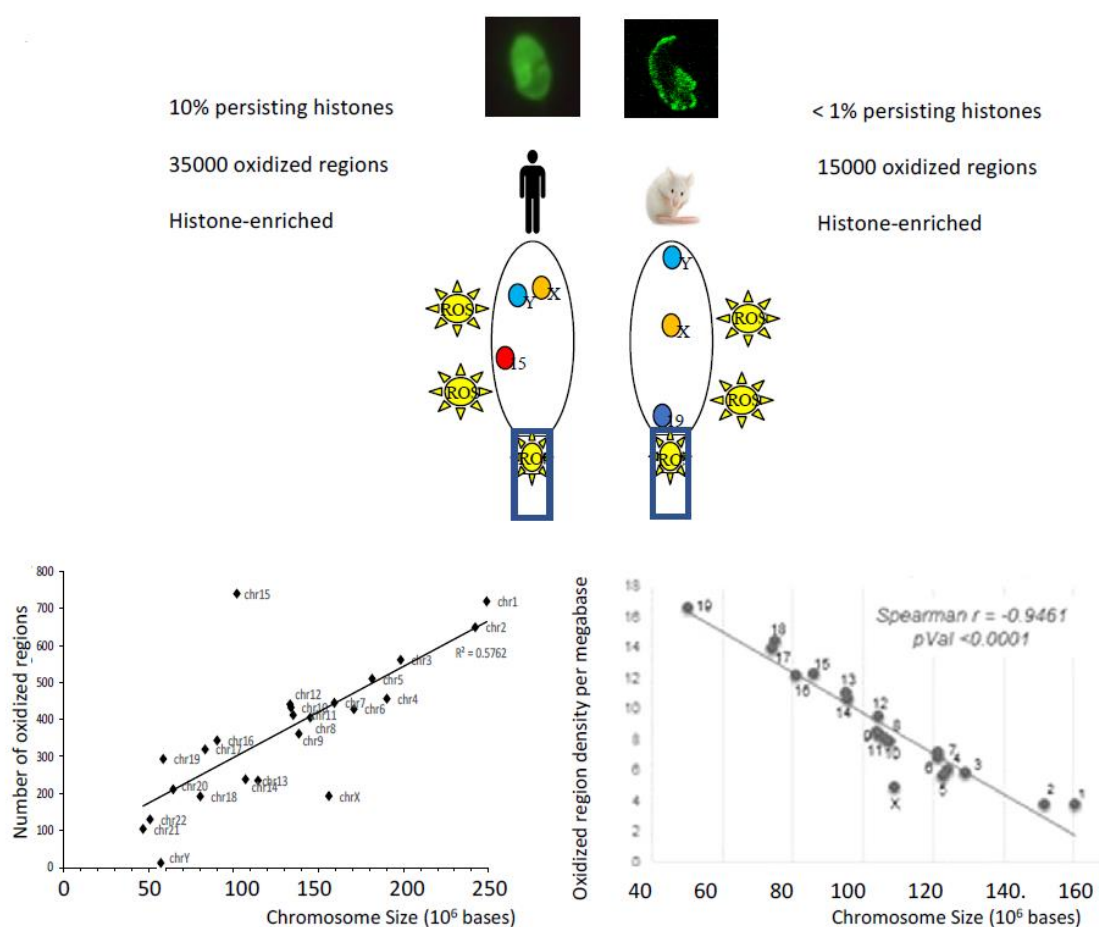 10% persisting histones
35000 oxidized regions
Histone-enriched
< 1% persisting histones
15000 oxidized regions
Histone-enriched
Y
X
15
ROS
ROS
RO
Y
X
19
ROS
ROS
RO
Number of oxidized regions
800
700
600
500
400
300
200
100
0
chr15
chr1
chr2
R² = 0.5762
chr3
chr5
chr4
chr12
chr10
chr11
chr7
chr6
chr8
chr9
chr16
chr17
chr19
chr13
chr14
chr20
chr18
chrX
chr22
chr21
chrY
0
50
100
150
200
250
Chromosome Size (10⁶ bases)
Oxidized region density per megabase
18
16
14
12
10
8
6
4
2
0
Spearman r = -0.9461
pVal <0.0001
19
18
17
15
16
13
14
12
8
9
11
10
7
6
4
5
3
X
2
1
40
60
80
100
120
140.
160
Chromosome Size (10⁶ bases)